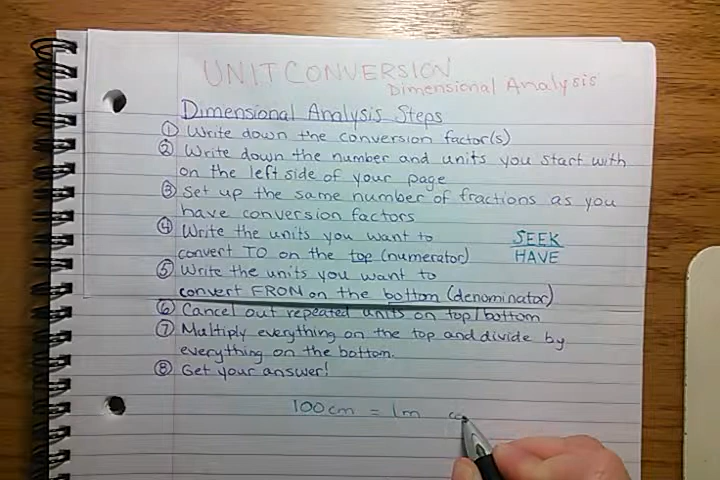 UNIT CONVERSION
Dimensional Analysis
Dimensional Analysis Steps
① Write down the conversion factor(s)
② Write down the number and units you start with
on the left side of your page
③ Set up the same number of fractions as you
have conversion factors
④ Write the units you want to
convert TO on the top (numerator)
SEEK
HAVE
⑤ Write the units you want to
convert FROM on the bottom (denominator)
⑥ Cancel out repeated units on top/bottom
⑦ Multiply everything on the top and divide by
everything on the bottom.
⑧ Get your answer!
100cm = 1m